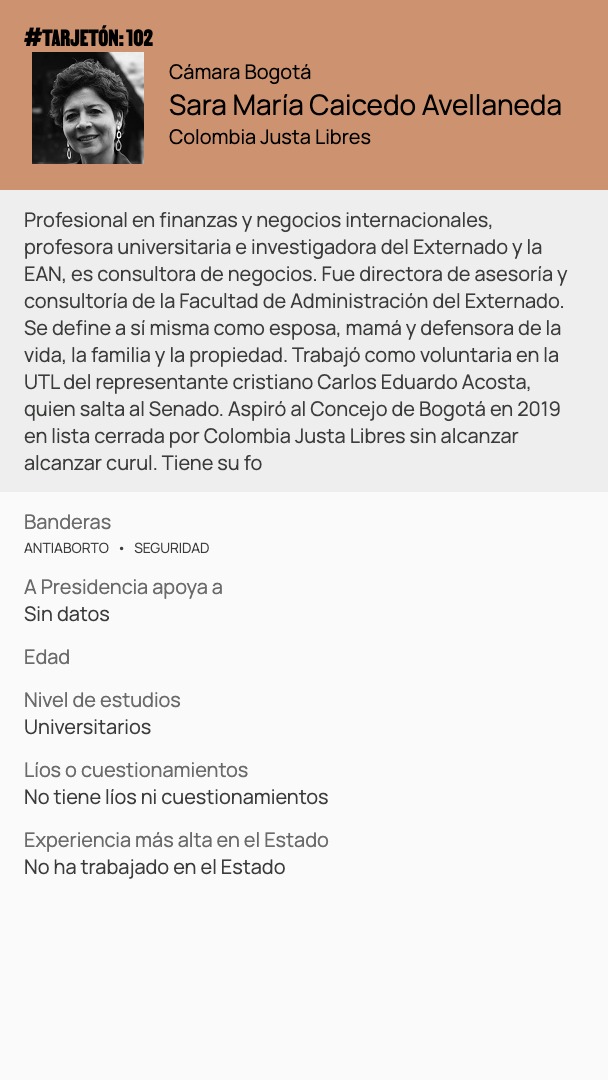 #TARJETÓN: 102
Cámara Bogotá
Sara María Caicedo Avellaneda
Colombia Justa Libres
Profesional en finanzas y negocios internacionales,
profesora universitaria e investigadora del Externado y la
EAN, es consultora de negocios. Fue directora de asesoría y
consultoría de la Facultad de Administración del Externado.
Se define a sí misma como esposa, mamá y defensora de la
vida, la familia y la propiedad. Trabajó como voluntaria en la
UTL del representante cristiano Carlos Eduardo Acosta,
quien salta al Senado. Aspiró al Concejo de Bogotá en 2019
en lista cerrada por Colombia Justa Libres sin alcanzar
alcanzar curul. Tiene su fo
Banderas
ANTIABORTO • SEGURIDAD
A Presidencia apoya a
Sin datos
Edad
Nivel de estudios
Universitarios
Líos o cuestionamientos
No tiene líos ni cuestionamientos
Experiencia más alta en el Estado
No ha trabajado en el Estado